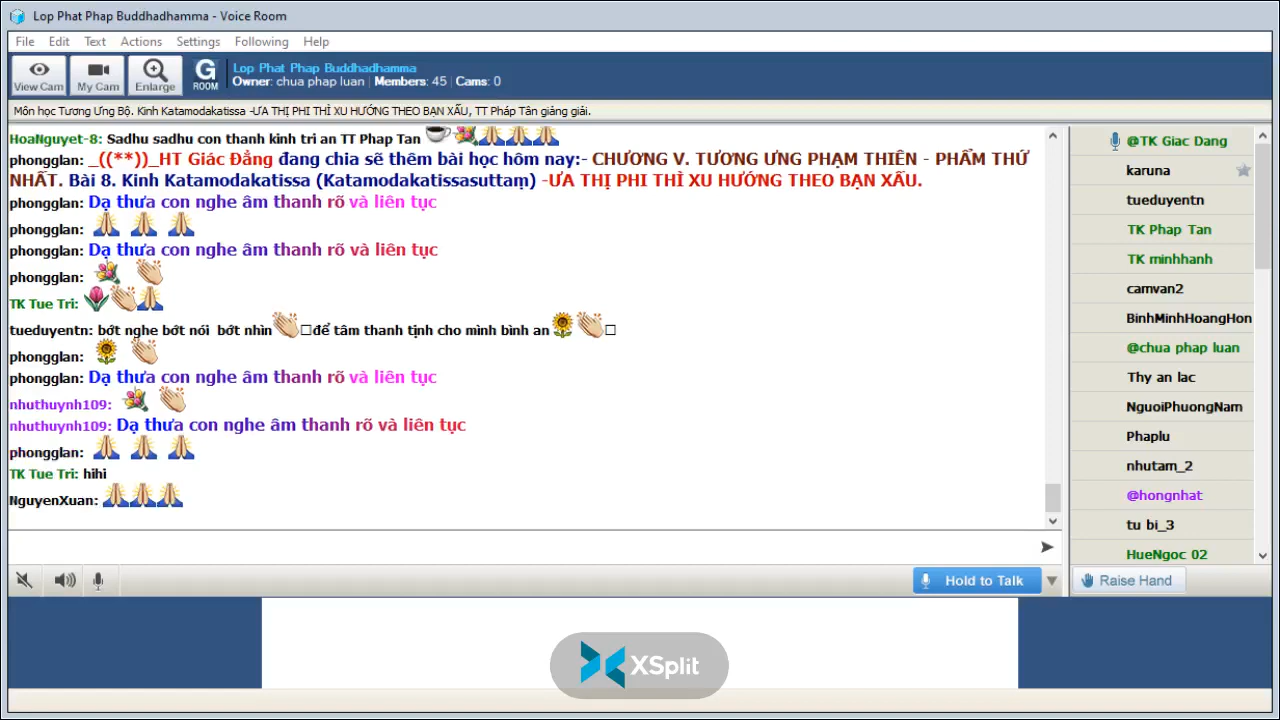 Lop Phat Phap Buddhadhamma - Voice Room
File Edit Text Actions Settings Following Help
View Cam My Cam Enlarge G ROOM
Lop Phat Phap Buddhadhamma
Owner: chua phap luan | Members: 45 | Cams: 0
Môn học Tương Ưng Bộ. Kinh Katamodakatissa -ƯA THỊ PHI THÌ XU HƯỚNG THEO BẠN XẤU, TT Pháp Tân giảng giải.
HoaNguyet-8: Sadhu sadhu con thanh kinh tri an TT Phap Tan
phongglan: _((**))_HT Giác Đẳng đang chia sẽ thêm bài học hôm nay:- CHƯƠNG V. TƯƠNG ƯNG PHẠM THIÊN - PHẨM THỨ
NHẤT. Bài 8. Kinh Katamodakatissa (Katamodakatissasuttaṃ) -ƯA THỊ PHI THÌ XU HƯỚNG THEO BẠN XẤU.
phongglan: Dạ thưa con nghe âm thanh rõ và liên tục
phongglan:
phongglan: Dạ thưa con nghe âm thanh rõ và liên tục
phongglan:
TK Tue Tri:
tueduyentn: bớt nghe bớt nói bớt nhìn để tâm thanh tịnh cho mình bình an
phongglan:
phongglan: Dạ thưa con nghe âm thanh rõ và liên tục
nhuthuynh109:
nhuthuynh109: Dạ thưa con nghe âm thanh rõ và liên tục
phongglan:
TK Tue Tri: hihi
NguyenXuan:
Hold to Talk
@TK Giac Dang
karuna
tueduyentn
TK Phap Tan
TK minhhanh
camvan2
BinhMinhHoangHon
@chua phap luan
Thy an lac
NguoiPhuongNam
Phaplu
nhutam_2
@hongnhat
tu bi_3
HueNgoc 02
Raise Hand
XSplit